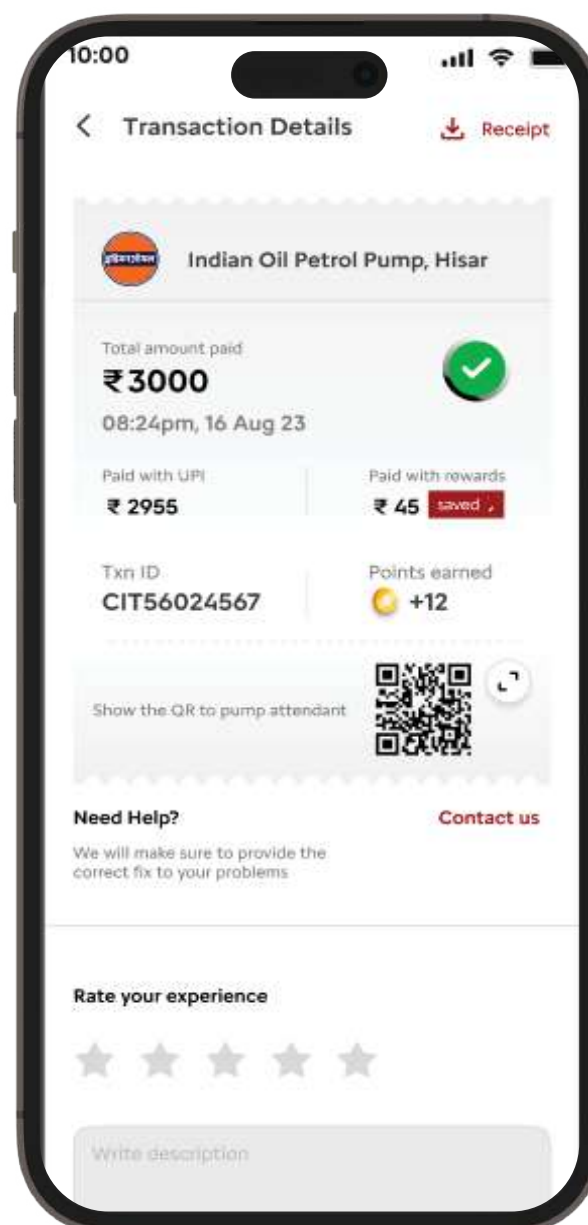 10:00
Transaction Details
Receipt
Indian Oil Petrol Pump, Hisar
Total amount paid
₹3000
08:24pm, 16 Aug 23
Paid with UPI
Paid with rewards
₹ 2955
₹ 45 saved
Txn ID
Points earned
CIT56024567
+12
Show the QR to pump attendant
Need Help?
Contact us
We will make sure to provide the
correct fix to your problems
Rate your experience
Write description